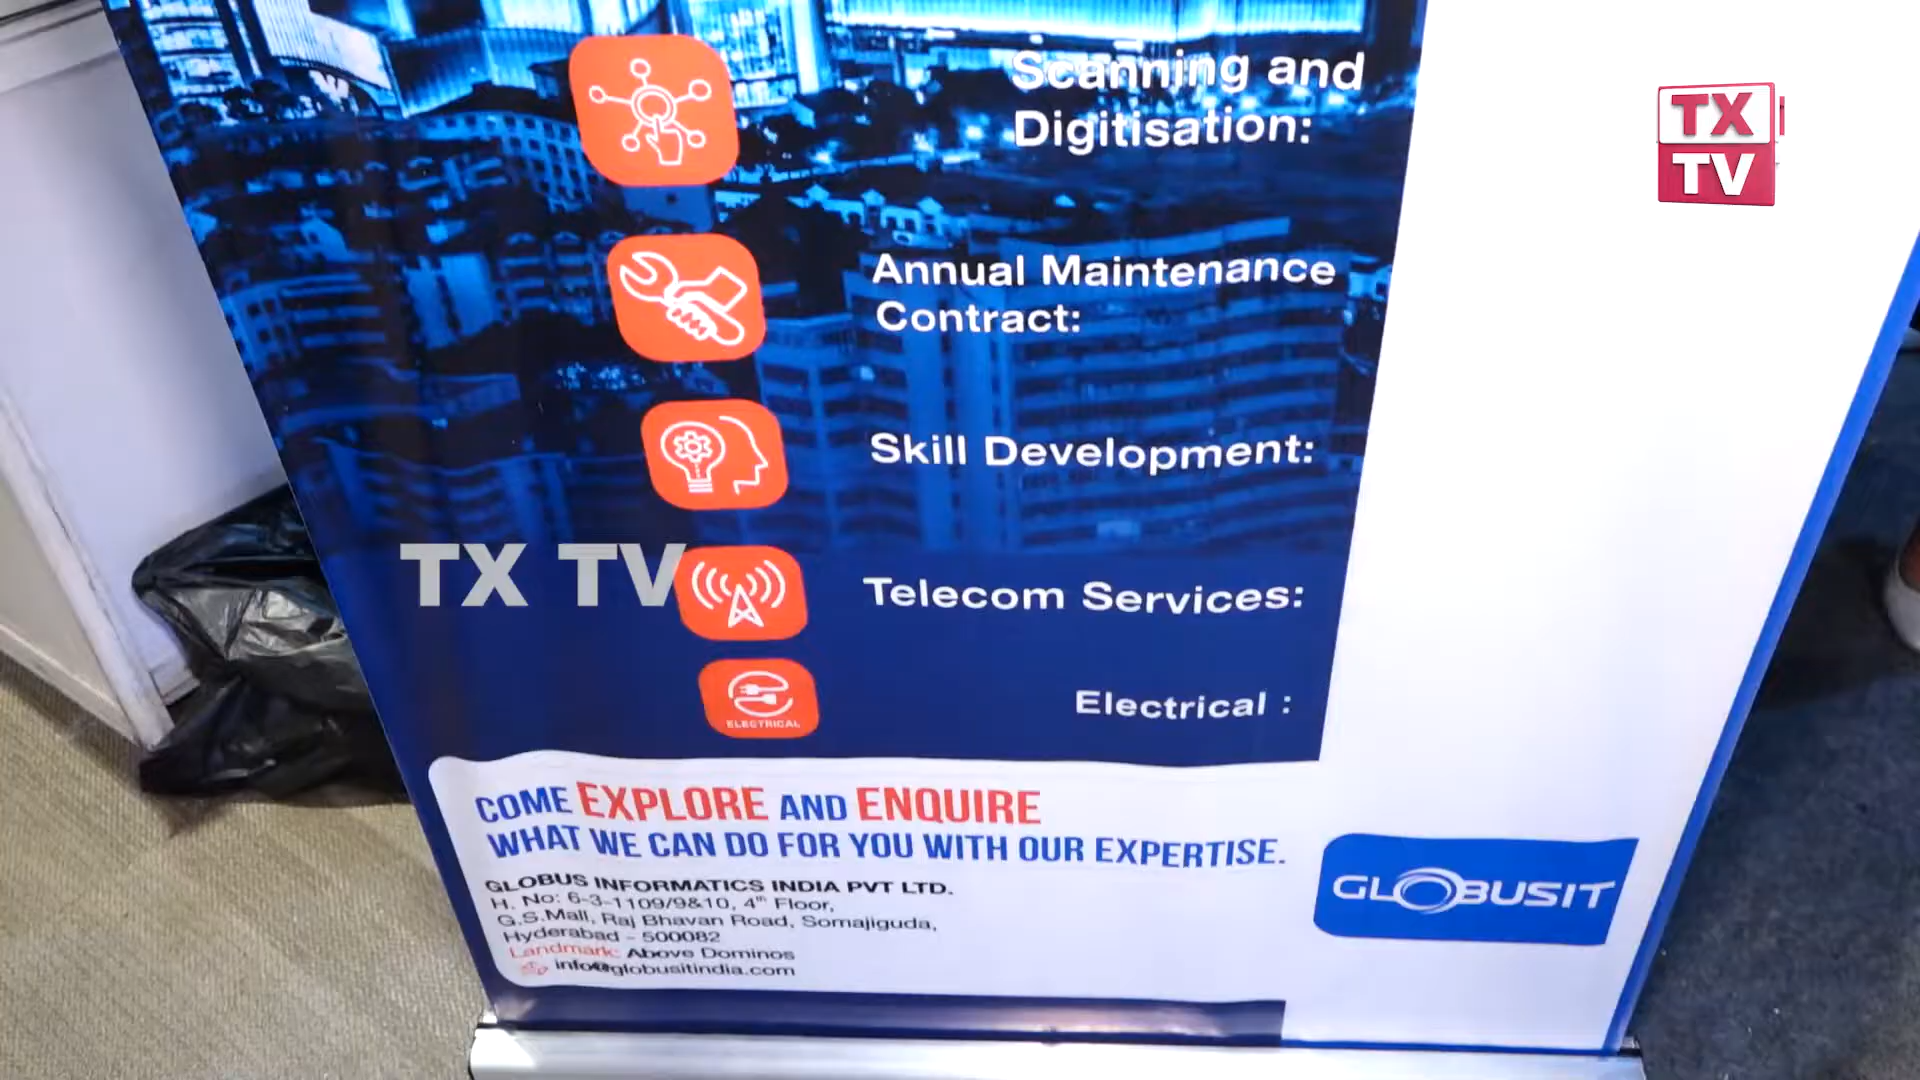 Scanning and
Digitisation:
TX
TV
Annual Maintenance
Contract:
Skill Development:
TX TV
Telecom Services:
ELECTRICAL
Electrical :
COME EXPLORE AND ENQUIRE
WHAT WE CAN DO FOR YOU WITH OUR EXPERTISE.
GLOBUS INFORMATICS INDIA PVT LTD.
H. No: 6-3-1109/9&10, 4th Floor,
G.S.Mall, Raj Bhavan Road, Somajiguda,
Hyderabad - 500082
Landmark: Above Dominos
info@globusitindia.com
GLOBUSIT